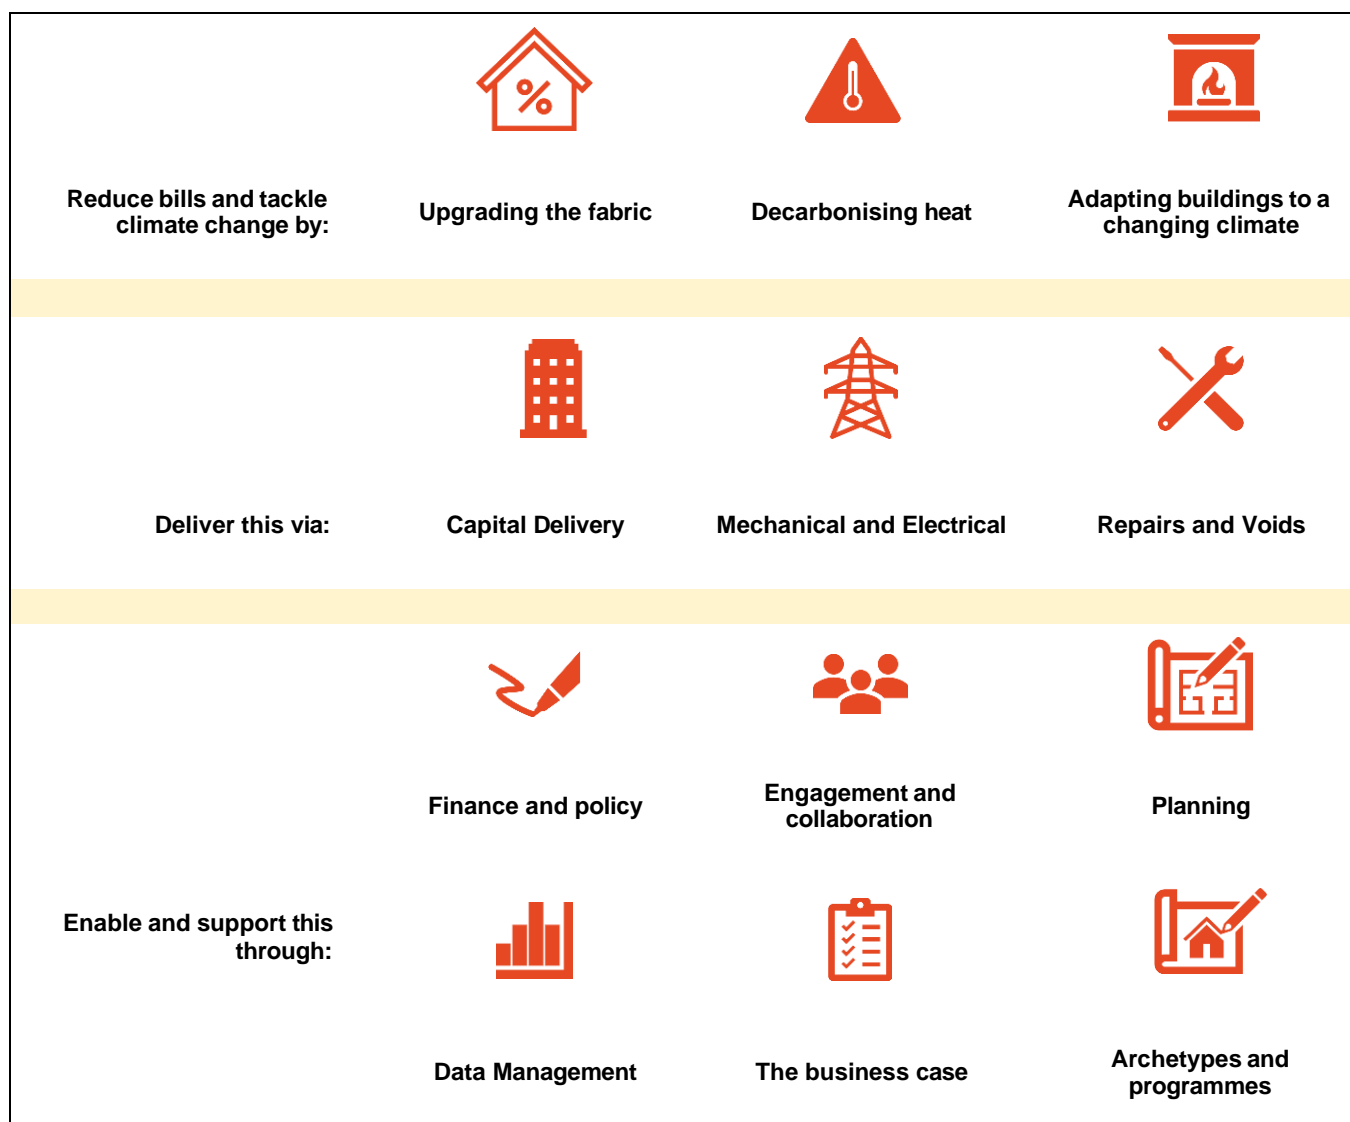 Reduce bills and tackle
climate change by:
Upgrading the fabric
Decarbonising heat
Adapting buildings to a
changing climate
Deliver this via:
Capital Delivery
Mechanical and Electrical
Repairs and Voids
Enable and support this
through:
Finance and policy
Engagement and
collaboration
Planning
Data Management
The business case
Archetypes and
programmes